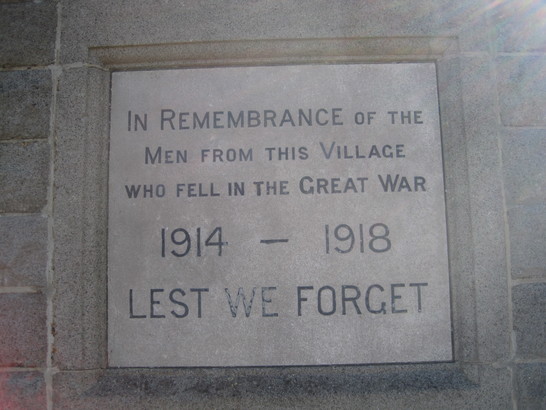 In Remembrance of the
Men from this Village
who fell in the Great War
1914 – 1918
LEST WE FORGET